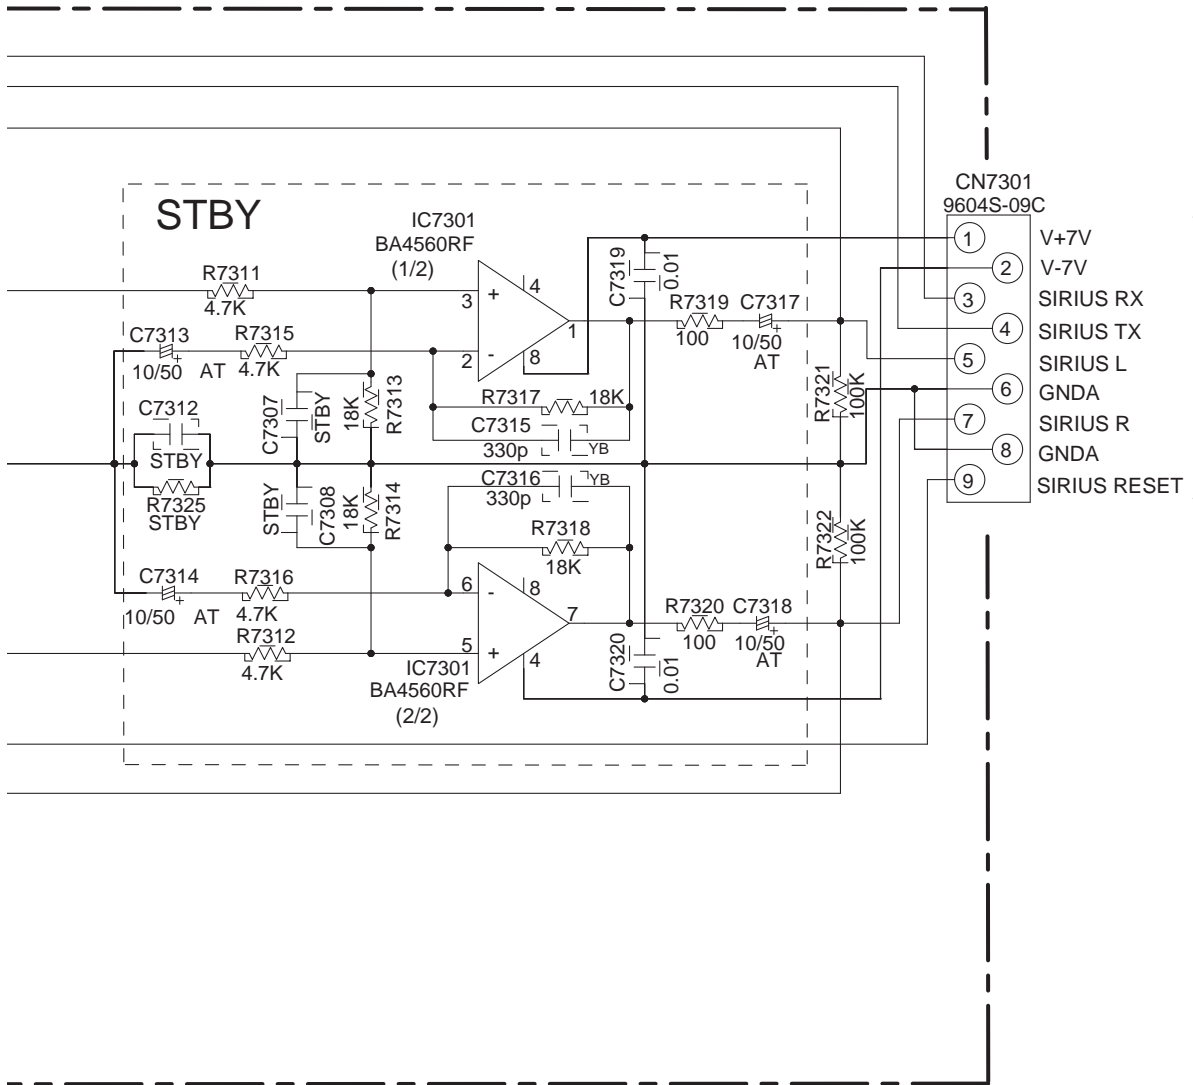 CN7301
9604S-09C
STBY
IC7301
BA4560RF
(1/2)
1
V+7V
2
V-7V
3
SIRIUS RX
4
SIRIUS TX
5
SIRIUS L
6
GNDA
7
SIRIUS R
8
GNDA
9
SIRIUS RESET
R7311
4.7K
C7313
10/50
AT
R7315
4.7K
3
+
4
1
2
-
8
C7319
0.01
R7319
100
C7317
10/50
AT
R7321
100K
C7312
STBY
R7325
STBY
C7307
STBY
18K
R7313
R7317
18K
C7315
330p
YB
C7316
330p
YB
STBY
C7308
18K
R7314
R7318
18K
R7322
100K
C7314
10/50
AT
R7316
4.7K
R7312
4.7K
6
-
8
7
5
+
4
IC7301
BA4560RF
(2/2)
C7320
0.01
R7320
100
C7318
10/50
AT